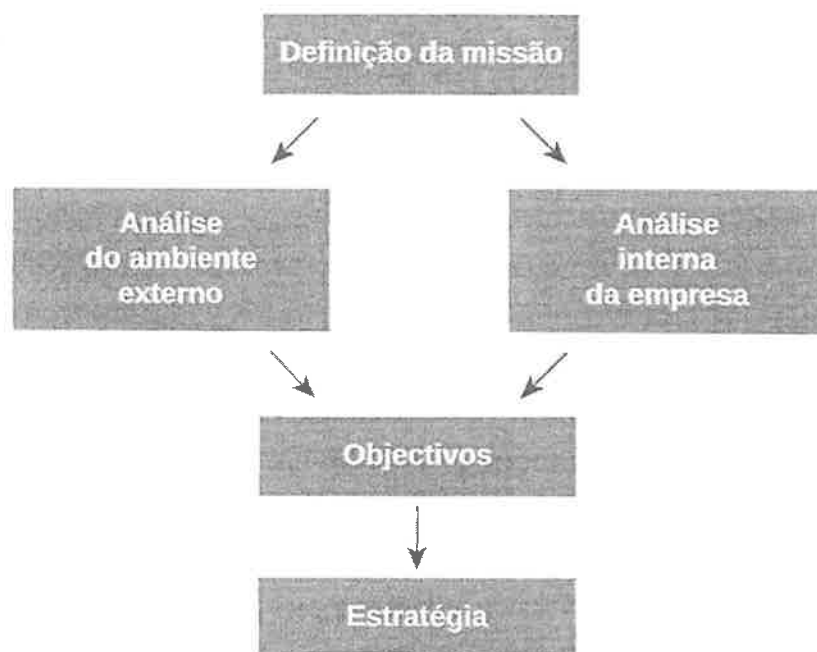 Definição da missão
Análise
do ambiente
externo
Análise
interna
da empresa
Objectivos
Estratégia